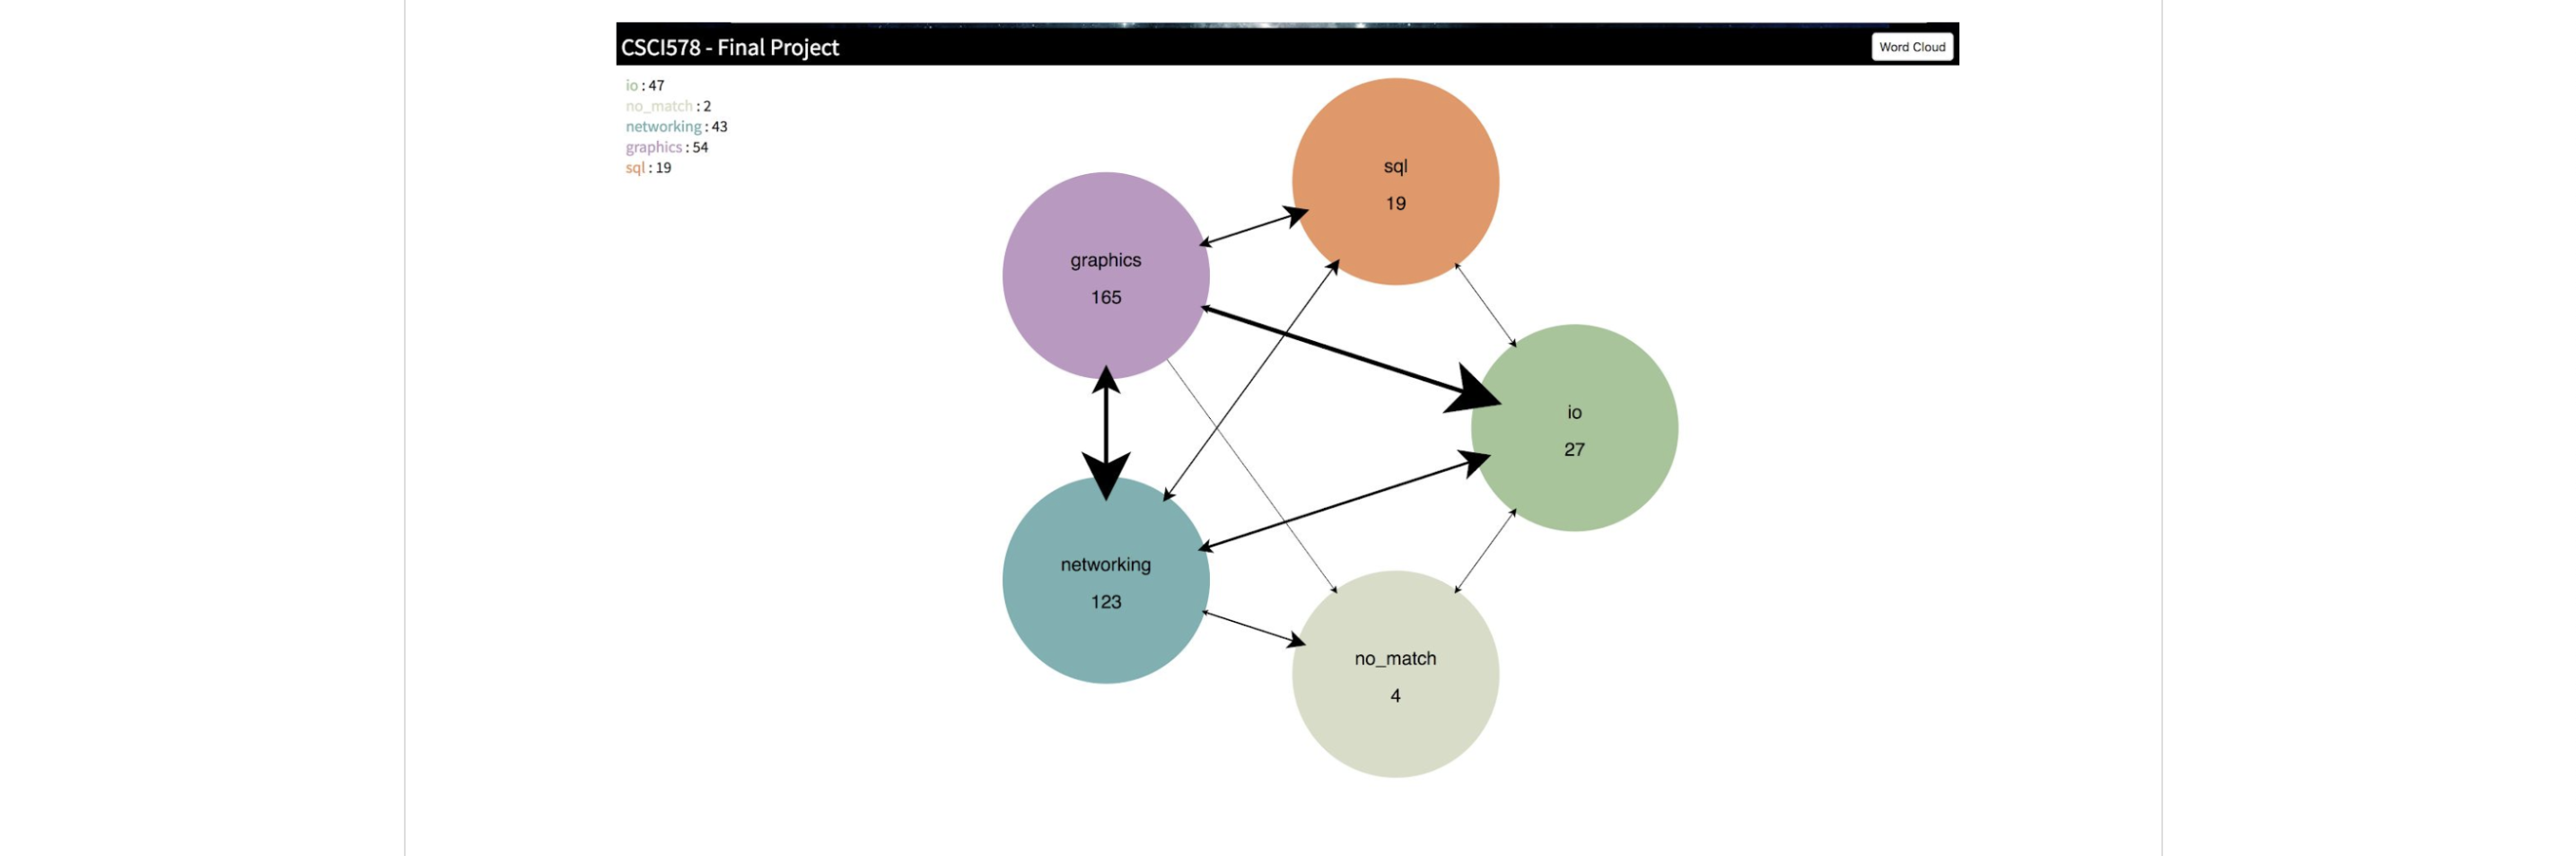 CSCI578 - Final Project
Word Cloud
io : 47
no_match : 2
networking : 43
graphics : 54
sql : 19
sql
19
graphics
165
io
27
networking
123
no_match
4